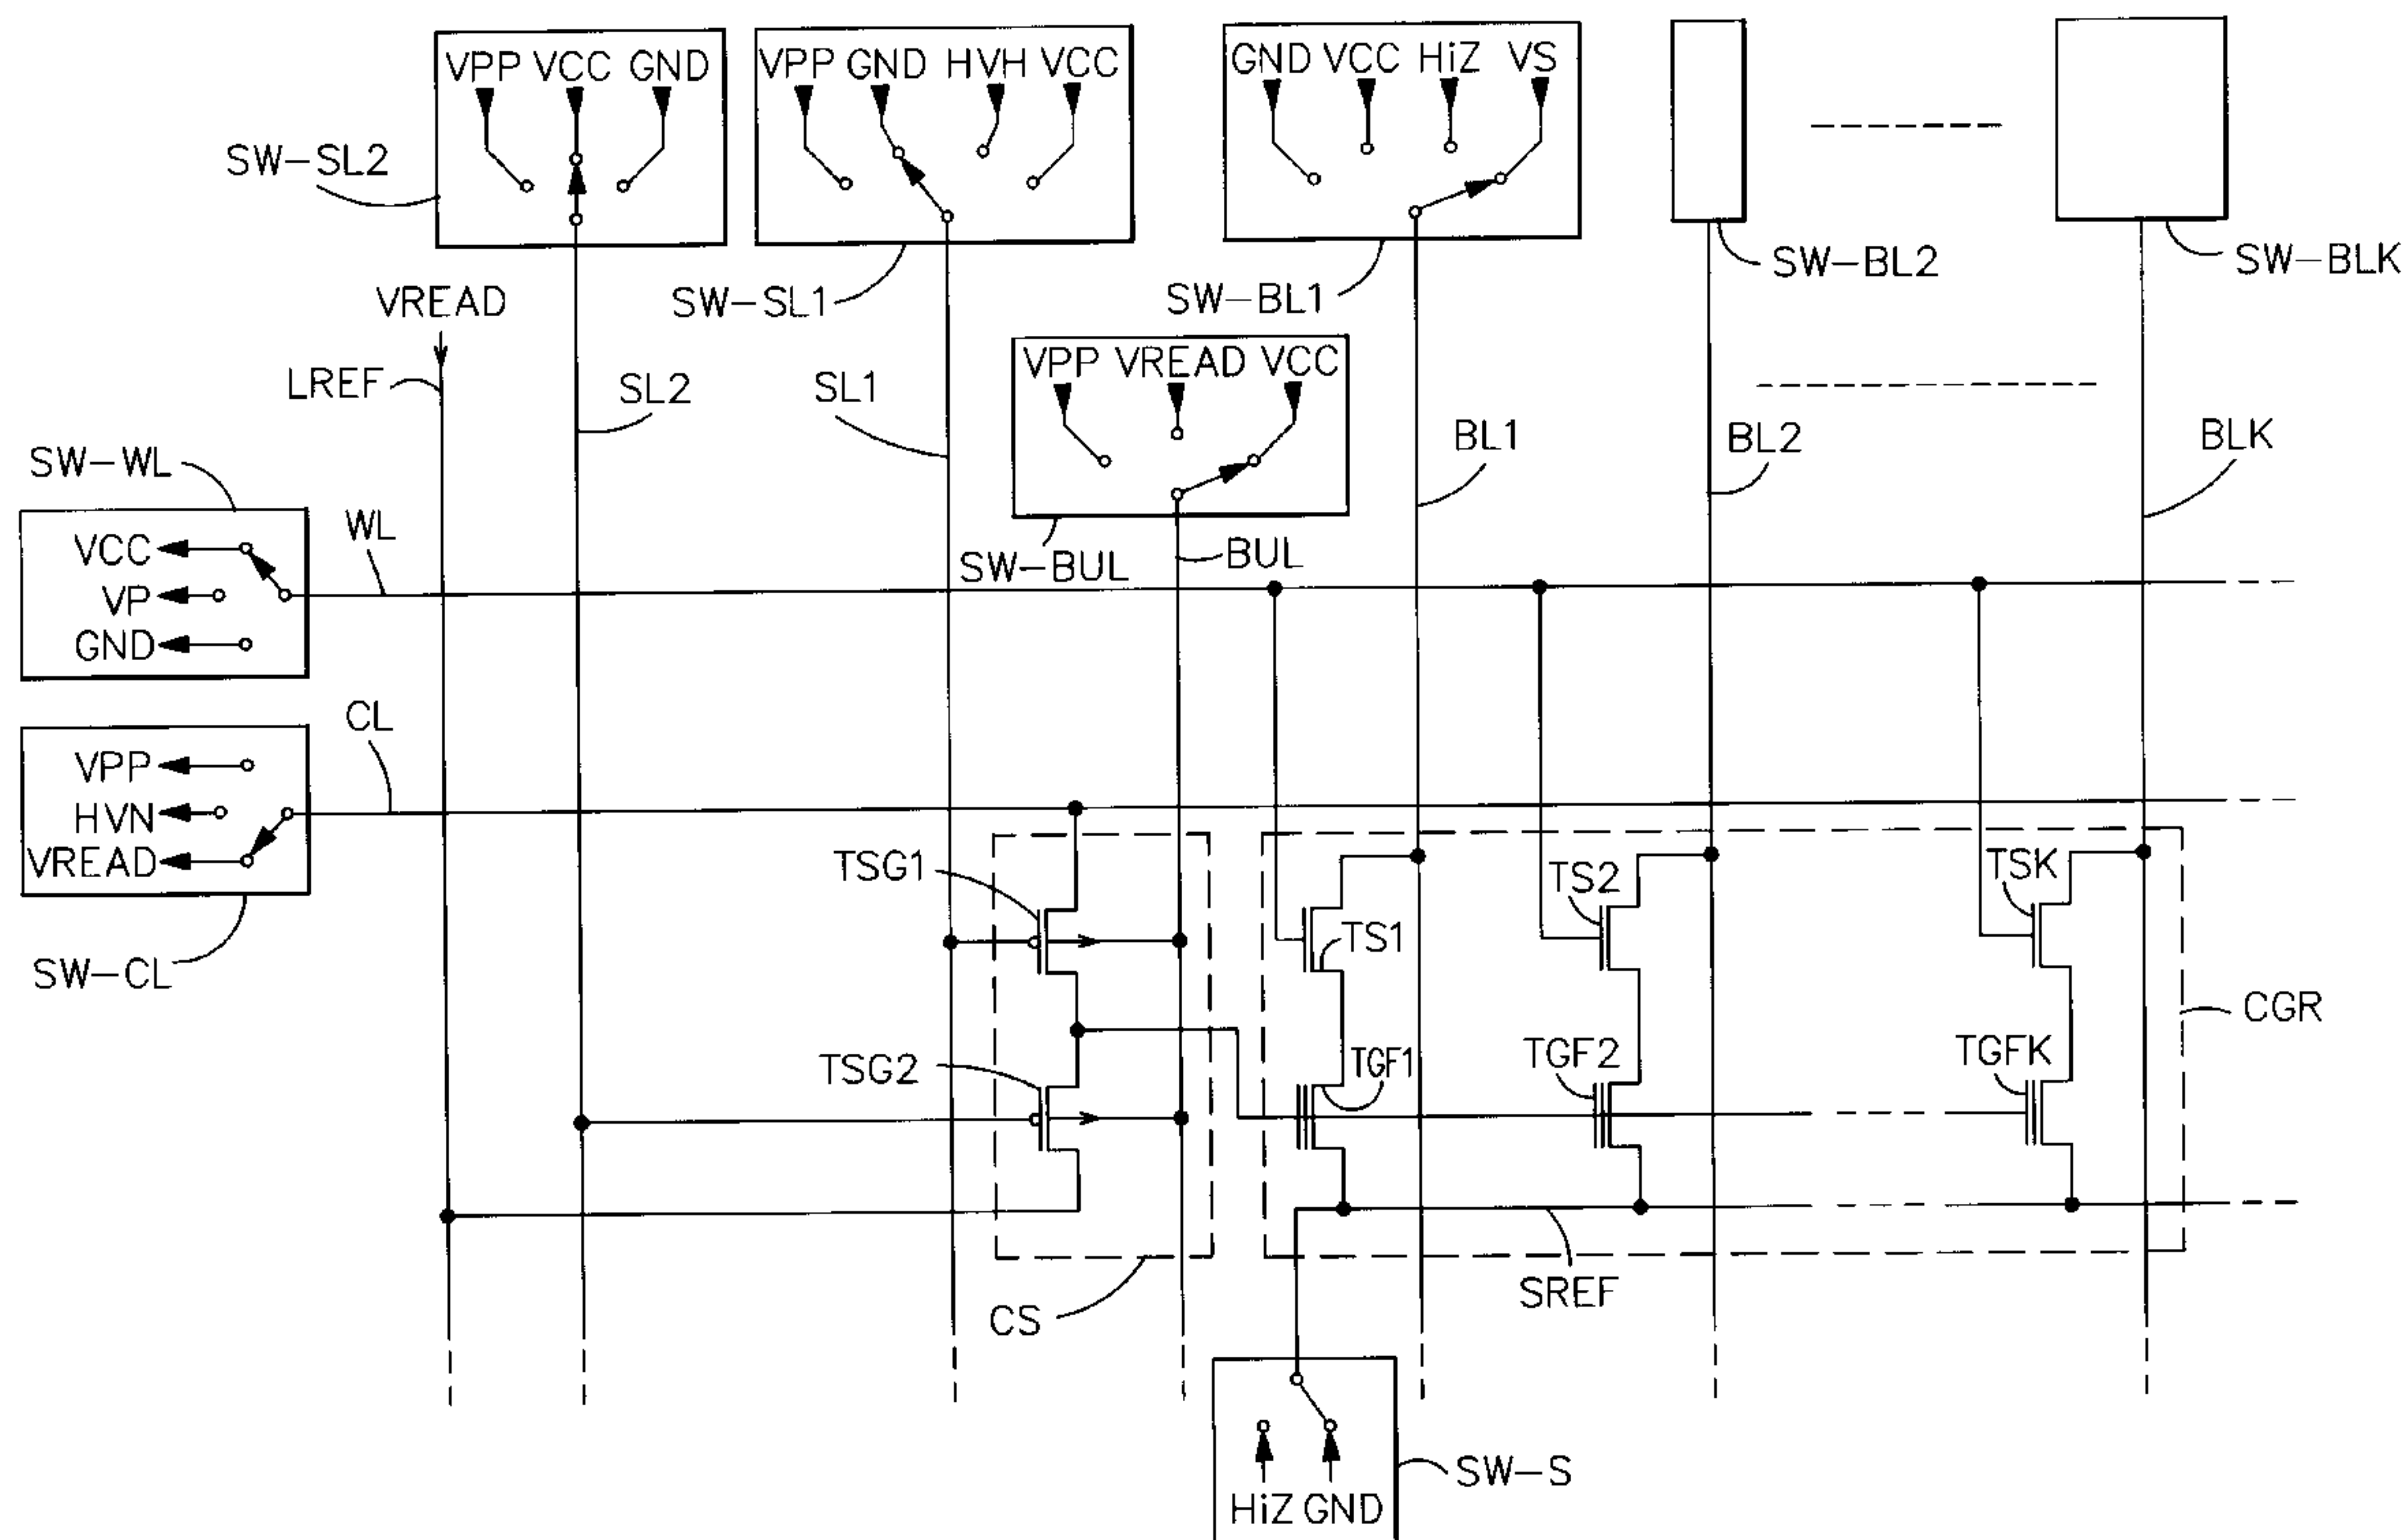 VPP VCC GND
VPP GND HVH VCC
GND VCC HiZ VS
SW-SL2
SW-BL2
SW-BLK
VREAD
SW-SL1
SW-BL1
LREF
SL2
SL1
VPP VREAD VCC
BL1
BL2
BLK
SW-WL
WL
SW-BUL
BUL
VCC
VP
GND
CL
VPP
HVN
VREAD
SW-CL
TSG1
TS1
TS2
TSK
CGR
TSG2
TGF1
TGF2
TGFK
CS
SREF
SW-S
HiZ GND